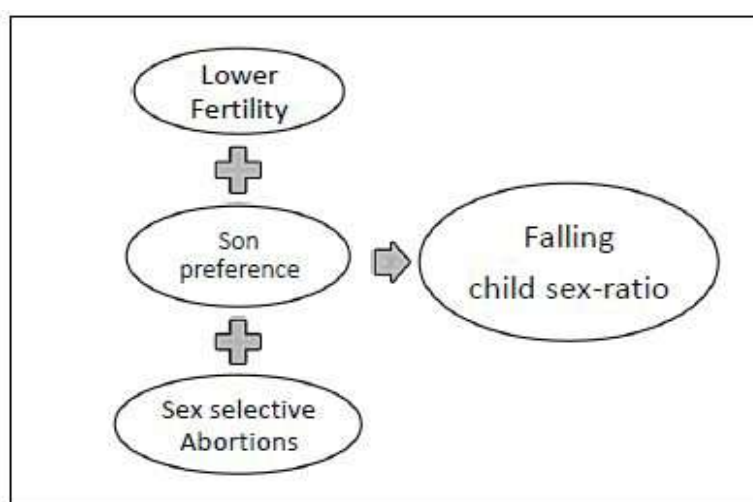 Lower
Fertility
Son
preference
Falling
child sex-ratio
Sex selective
Abortions